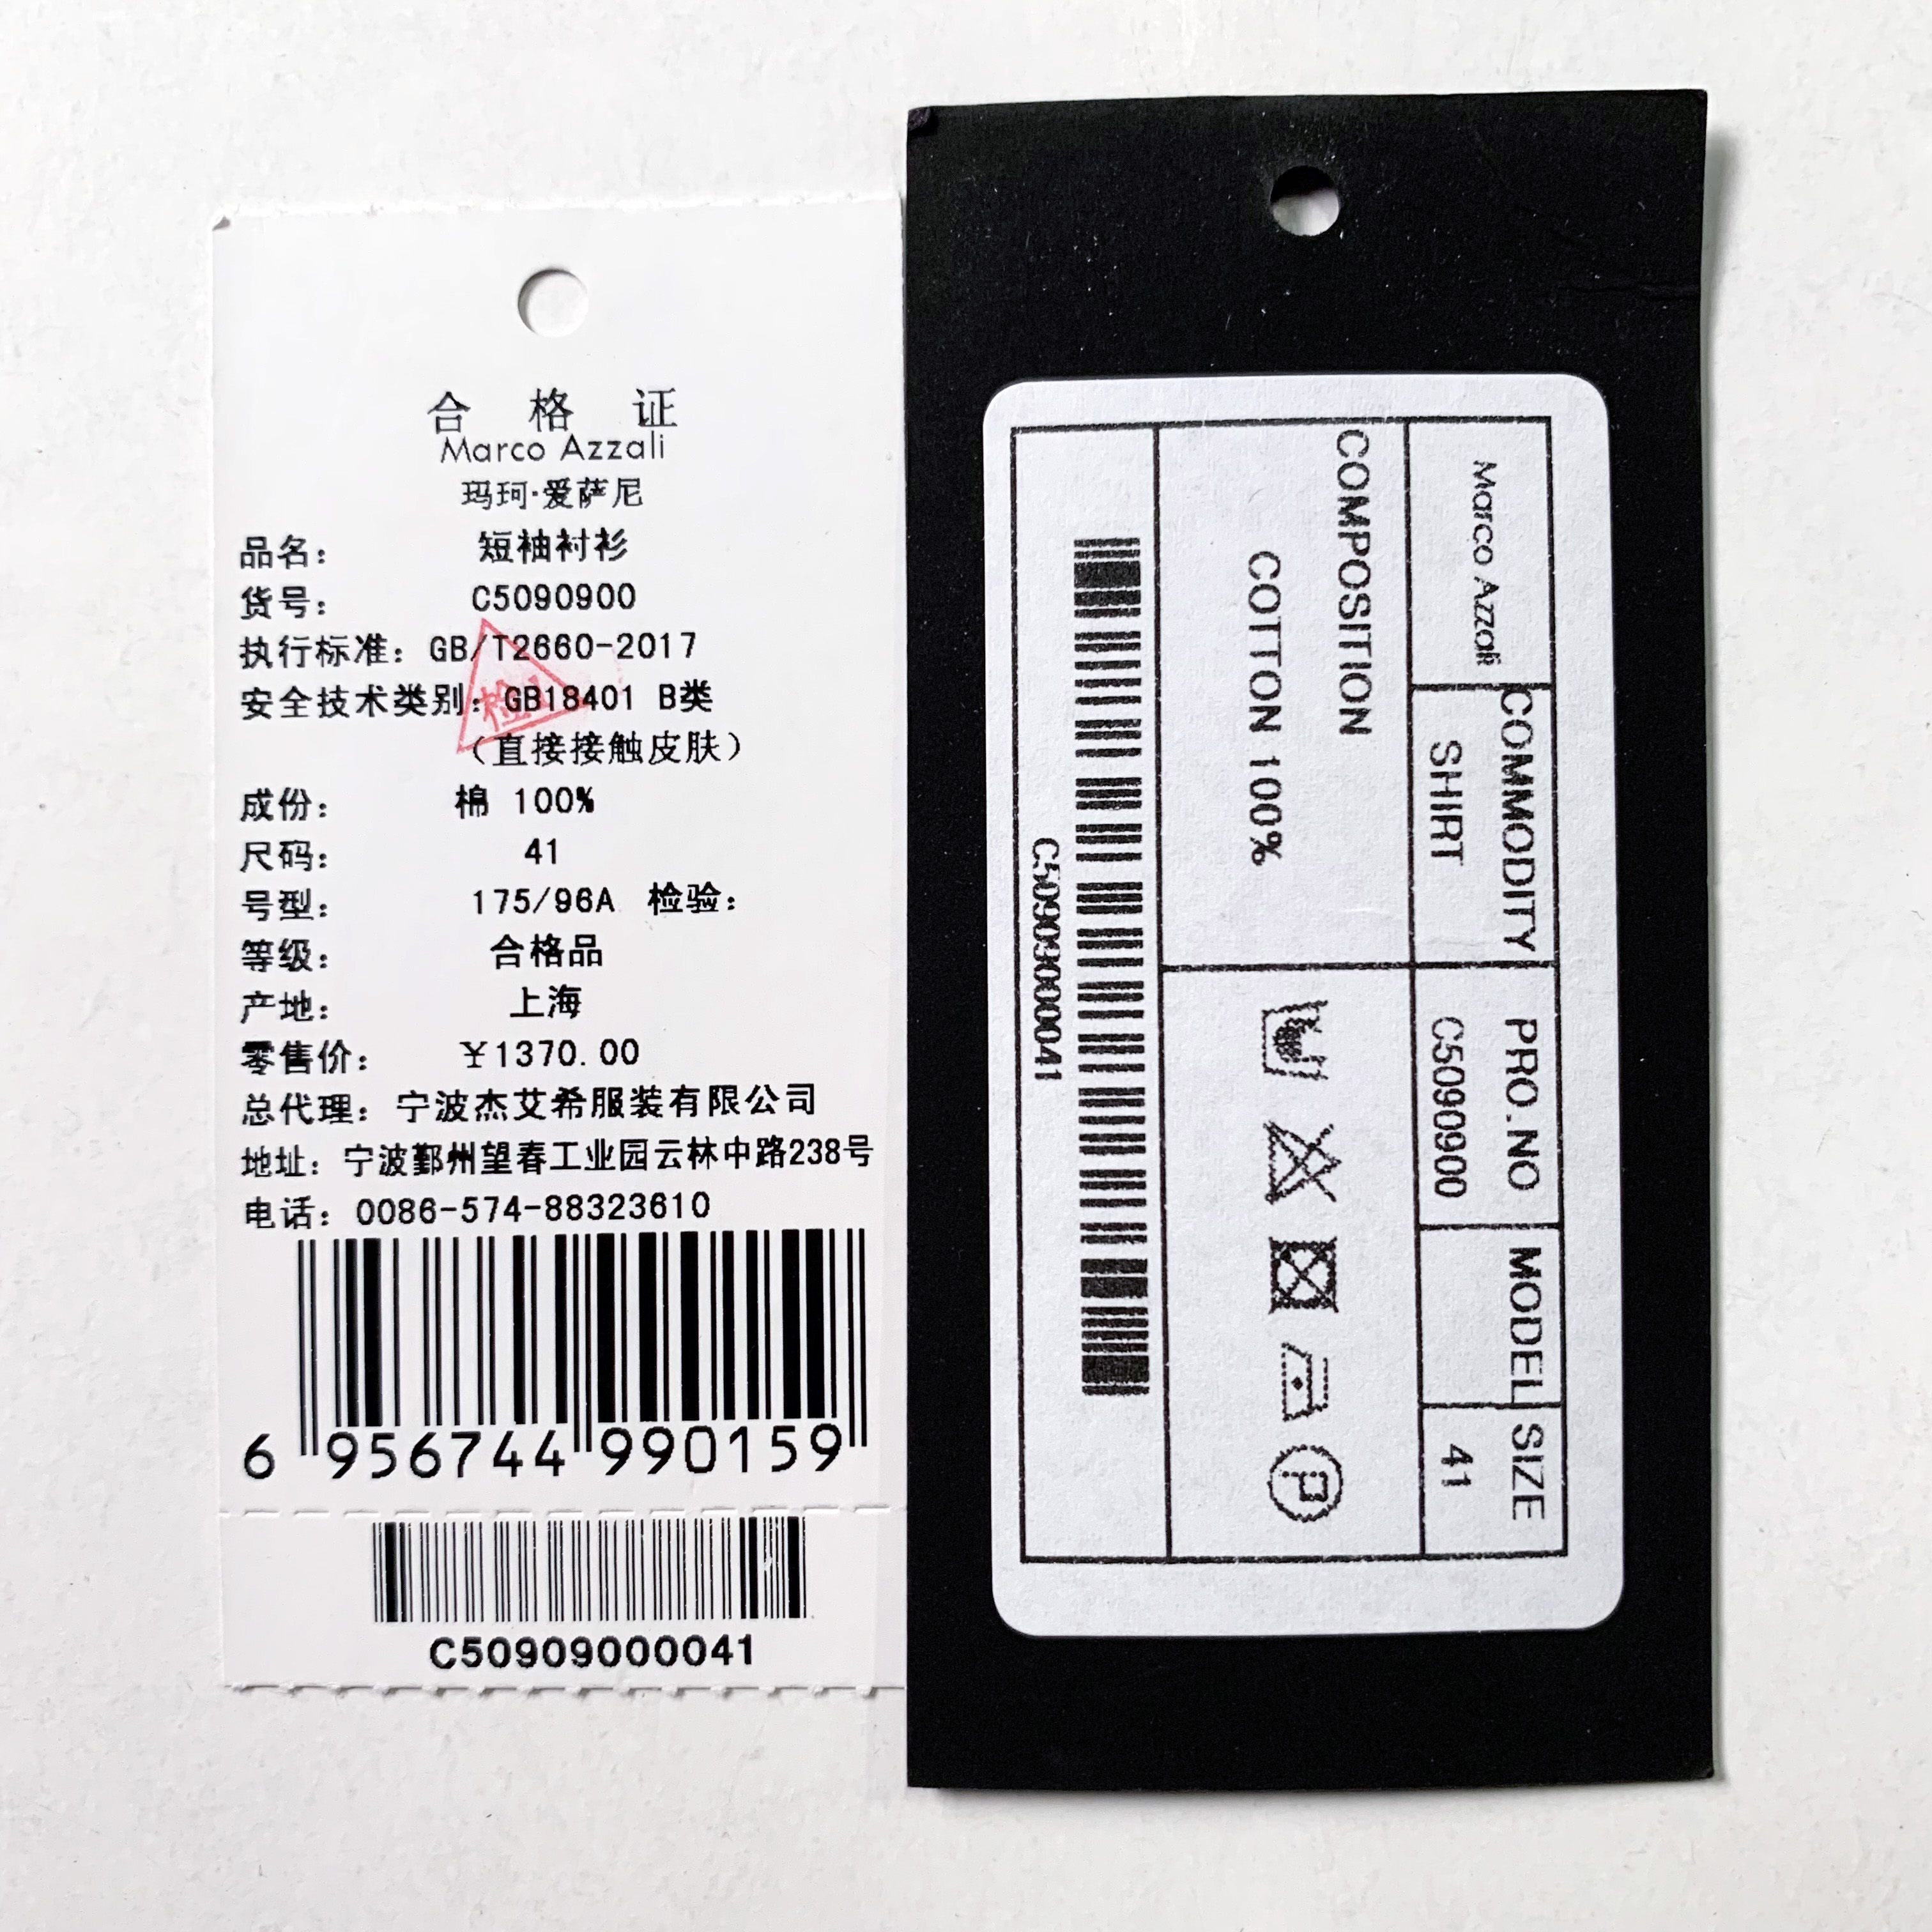 合格证
Marco Azzali
玛珂·爱萨尼
品名： 短袖衬衫
货号： C5090900
执行标准：GB/T2660-2017
安全技术类别：GB18401 B类
（直接接触皮肤）
检
成份： 棉 100%
尺码： 41
号型： 175/96A 检验：
等级： 合格品
产地： 上海
零售价： ¥1370.00
总代理：宁波杰艾希服装有限公司
地址：宁波鄞州望春工业园云林中路238号
电话：0086-574-88323610
6 956744 990159
C50909000041
Marco Azzali
COMMODITY
SHIRT
PRO.NO
C5090900
MODEL
SIZE
41
COMPOSITION
COTTON 100%
P
C50909000041